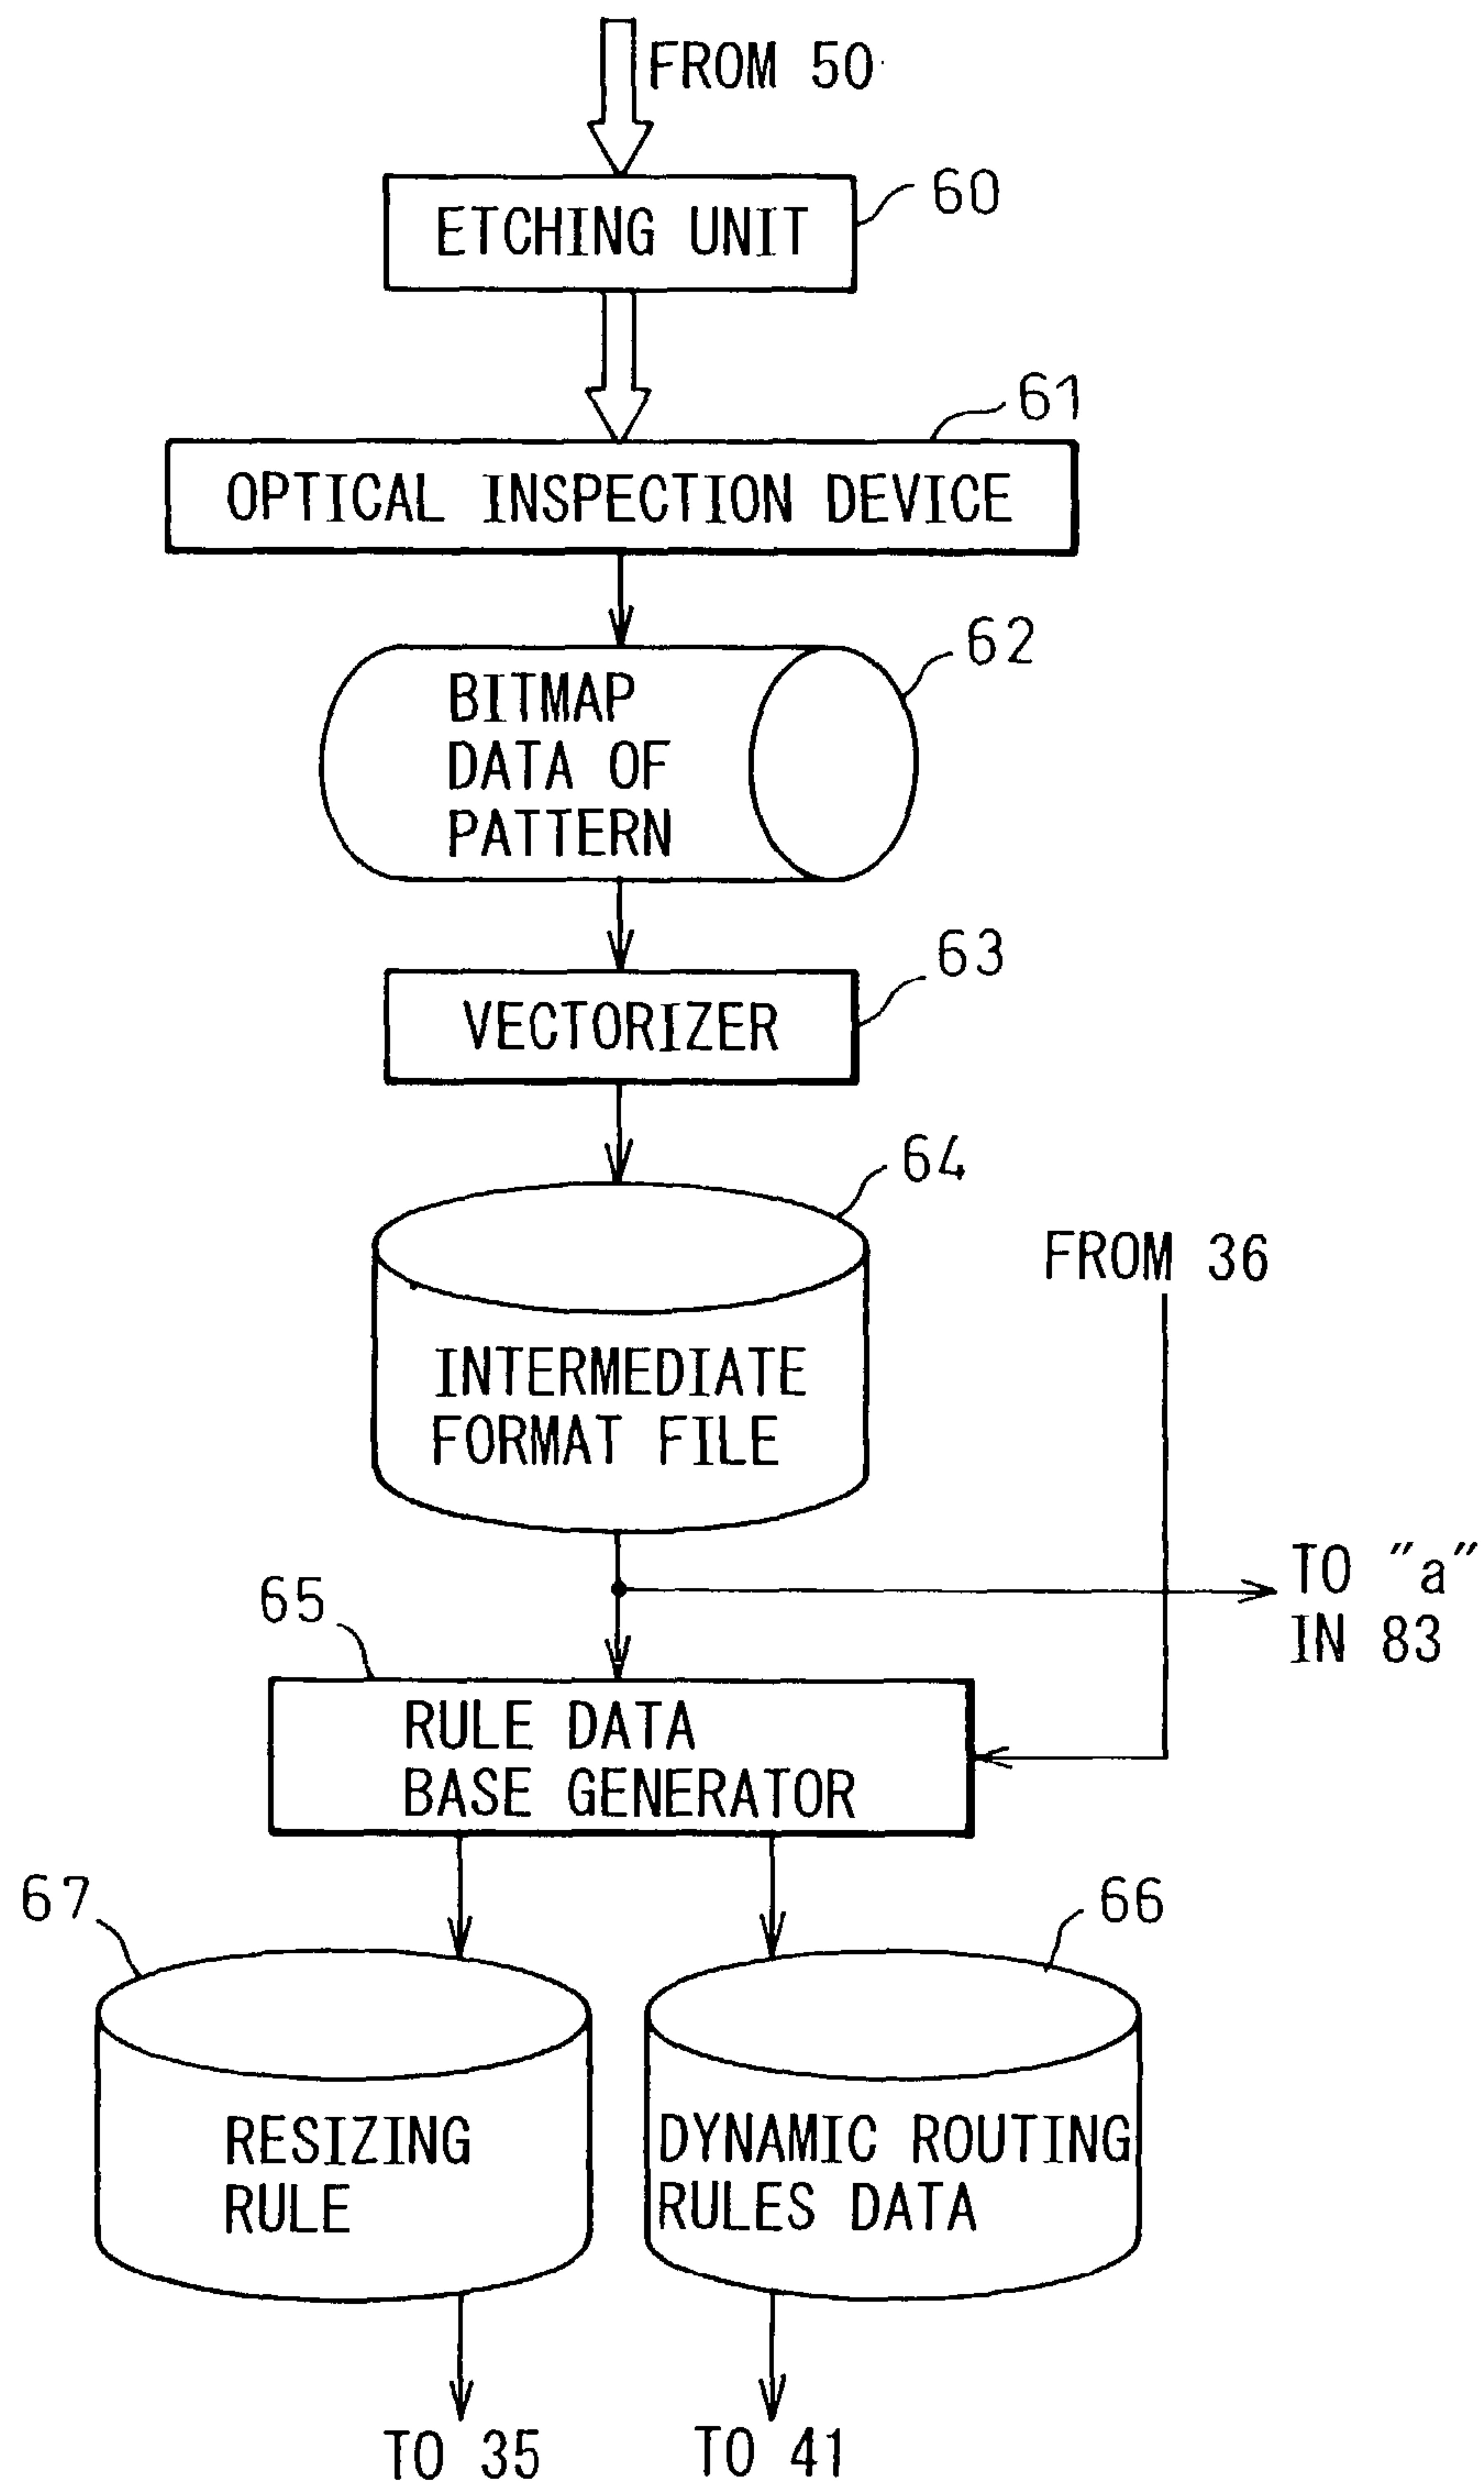 FROM 50
60
ETCHING UNIT
61
OPTICAL INSPECTION DEVICE
62
BITMAP
DATA OF
PATTERN
63
VECTORIZER
64
FROM 36
INTERMEDIATE
FORMAT FILE
TO "a"
IN 83
65
RULE DATA
BASE GENERATOR
67
66
RESIZING
RULE
DYNAMIC ROUTING
RULES DATA
TO 35
TO 41